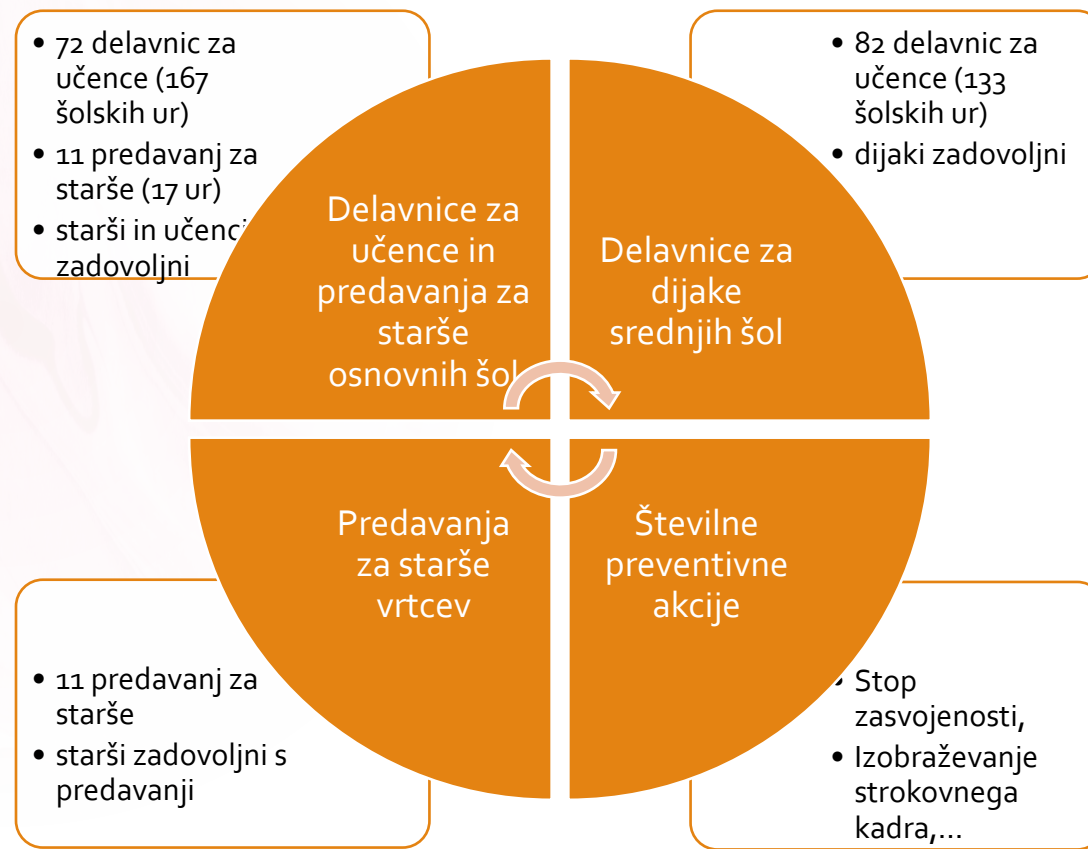 • 72 delavnic za
učence (167
šolskih ur)
• 11 predavanj za
starše (17 ur)
• starši in učenci
zadovoljni
• 82 delavnic za
učence (133
šolskih ur)
• dijaki zadovoljni
Delavnice za
učence in
predavanja za
starše
osnovnih šol
Delavnice za
dijake
srednjih šol
Predavanja
za starše
vrtcev
Številne
preventivne
akcije
• 11 predavanj za
starše
• starši zadovoljni s
predavanji
• Stop
zasvojenosti,
• Izobraževanje
strokovnega
kadra,...